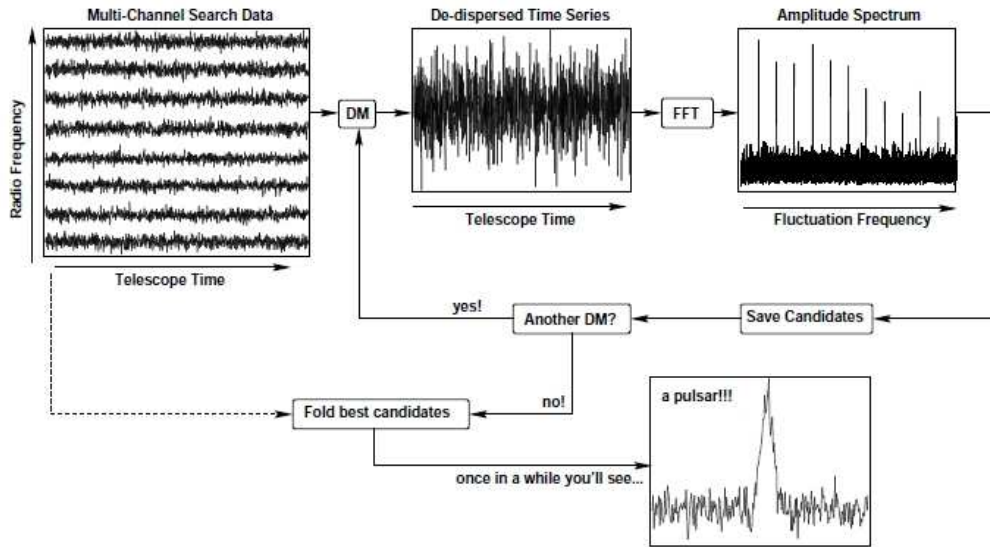 Multi-Channel Search Data
De-dispersed Time Series
Amplitude Spectrum
Radio Frequency
DM
FFT
Telescope Time
Telescope Time
Fluctuation Frequency
yes!
Another DM?
Save Candidates
no!
Fold best candidates
a pulsar!!!
once in a while you'll see...